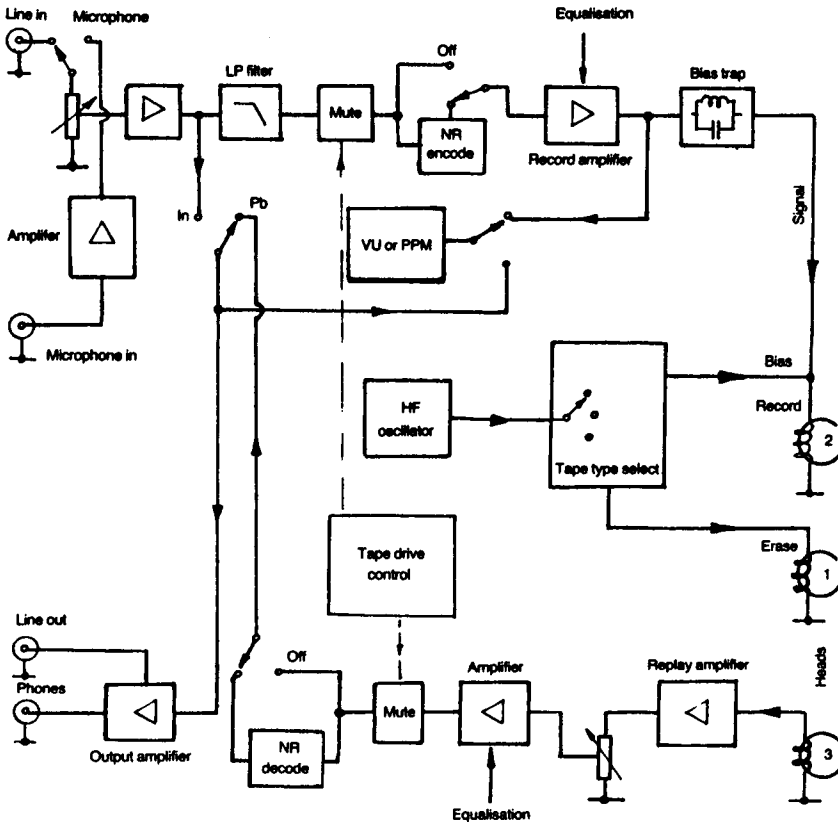 Line in
Microphone
LP filter
Off
Equalisation
Bias trap
Mute
NR
encode
Record amplifier
Amplifer
In
Pb
VU or PPM
Signal
Microphone in
Bias
HF
oscillator
Record
2
Tape type select
Tape drive
control
Erase
1
Line out
Off
Amplifier
Replay amplifier
Heads
Phones
Mute
Output amplifier
NR
decode
3
Equalisation